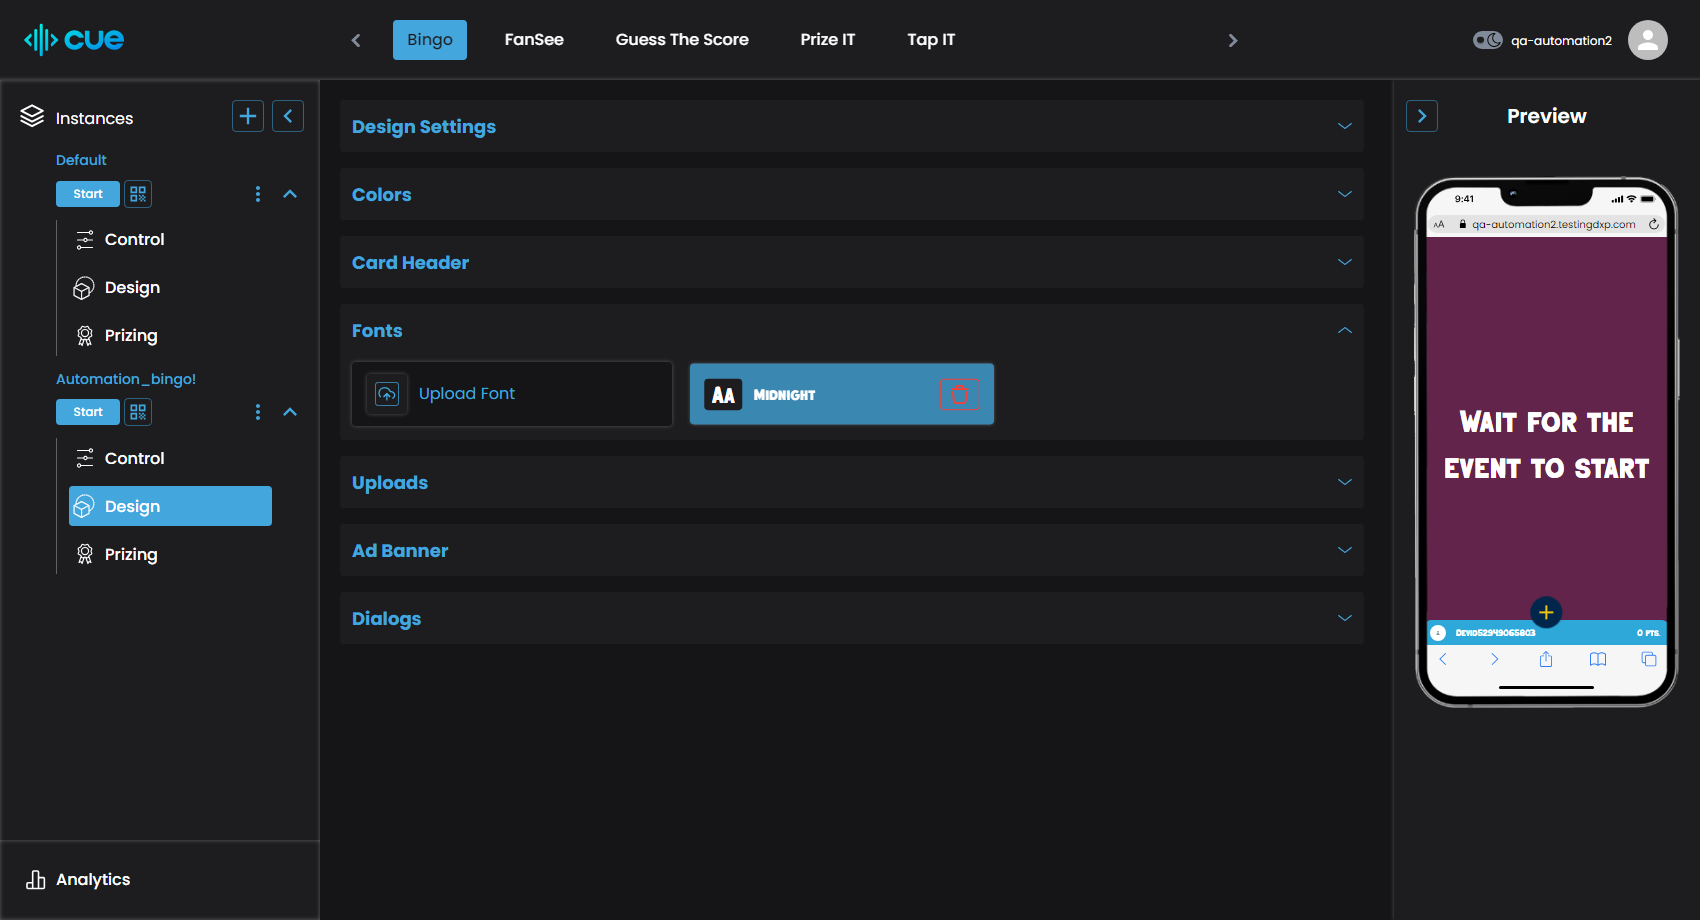 cue
Bingo
FanSee
Guess The Score
Prize IT
Tap IT
qa-automation2
Instances
Default
Start
Control
Design
Prizing
Automation_bingo!
Start
Control
Design
Prizing
Analytics
Design Settings
Colors
Card Header
Fonts
Upload Font
AA MIDNIGHT
Uploads
Ad Banner
Dialogs
Preview
9:41
AA qa-automation2.testingdxp.com
WAIT FOR THE
EVENT TO START
DEVID52949065803 0 PTS.